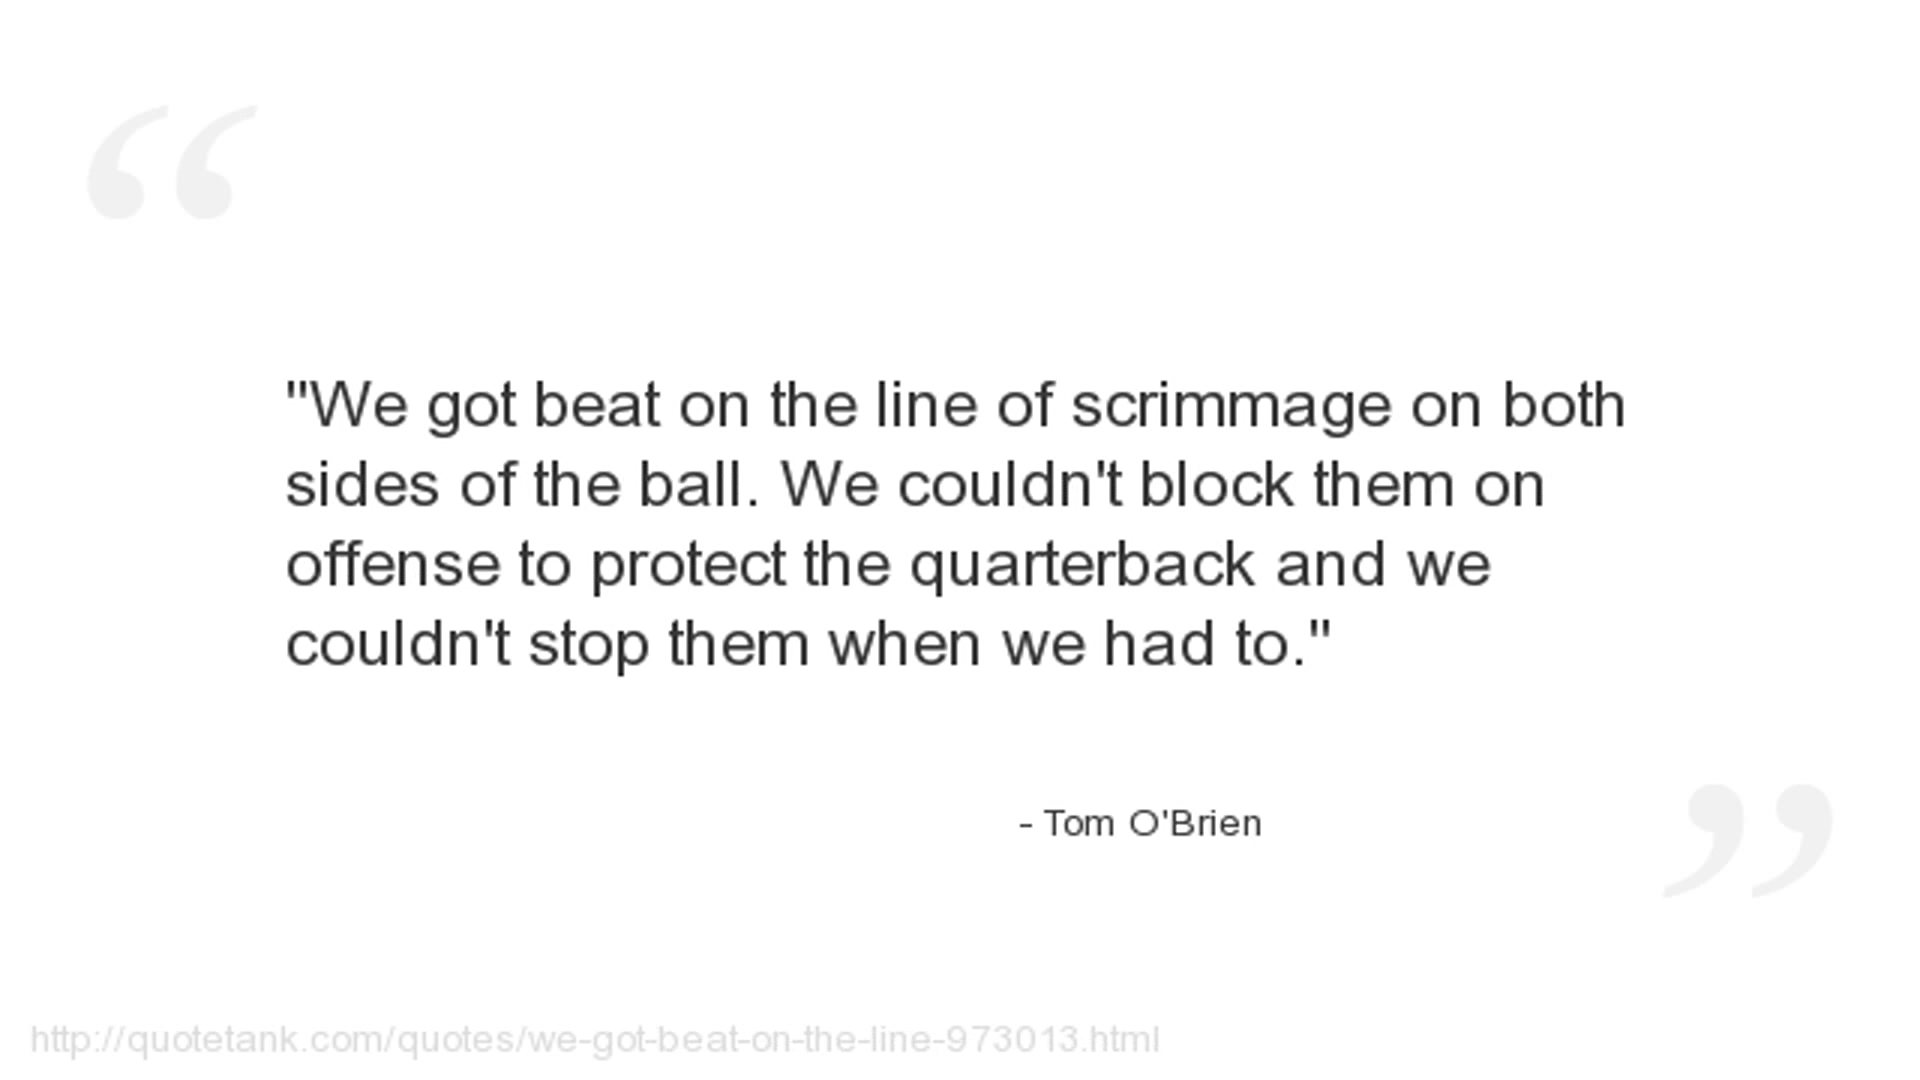 "We got beat on the line of scrimmage on both
sides of the ball. We couldn't block them on
offense to protect the quarterback and we
couldn't stop them when we had to."
- Tom O'Brien
http://quotetank.com/quotes/we-got-beat-on-the-line-973013.html